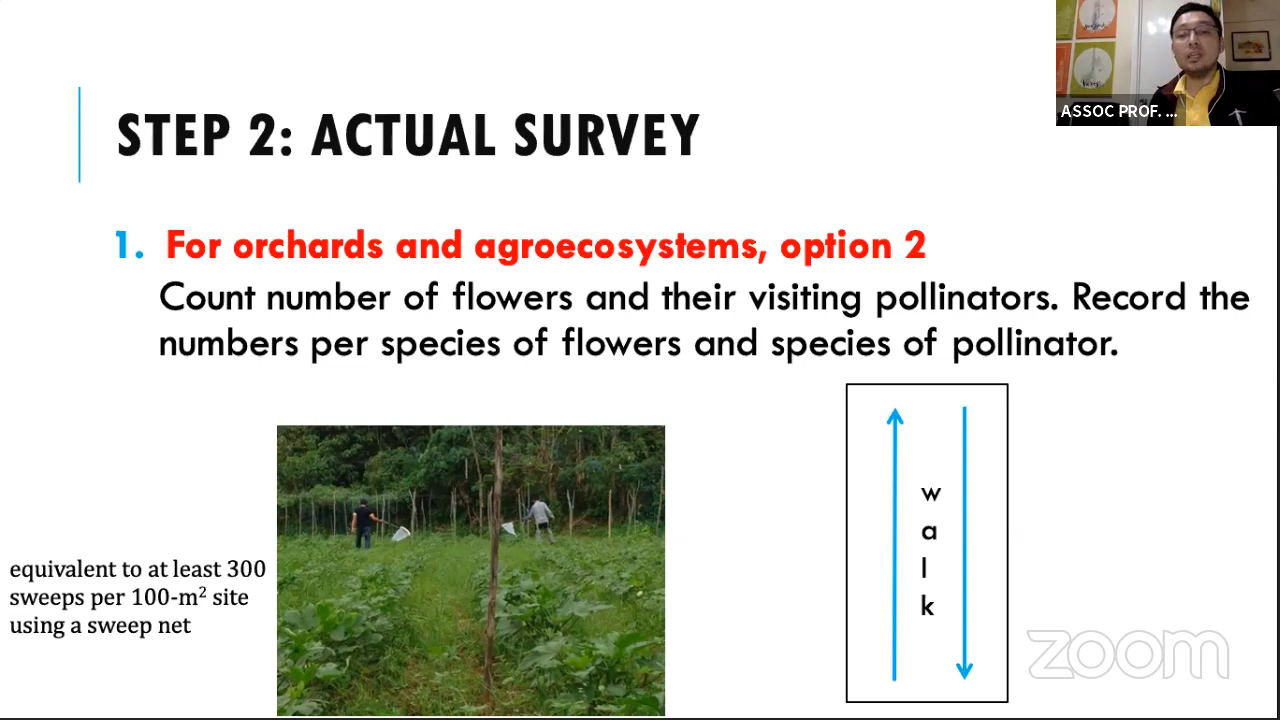 ASSOC PROF. ...
STEP 2: ACTUAL SURVEY
1. For orchards and agroecosystems, option 2
Count number of flowers and their visiting pollinators. Record the
numbers per species of flowers and species of pollinator.
equivalent to at least 300
sweeps per 100-m² site
using a sweep net
w
a
l
k
zoom